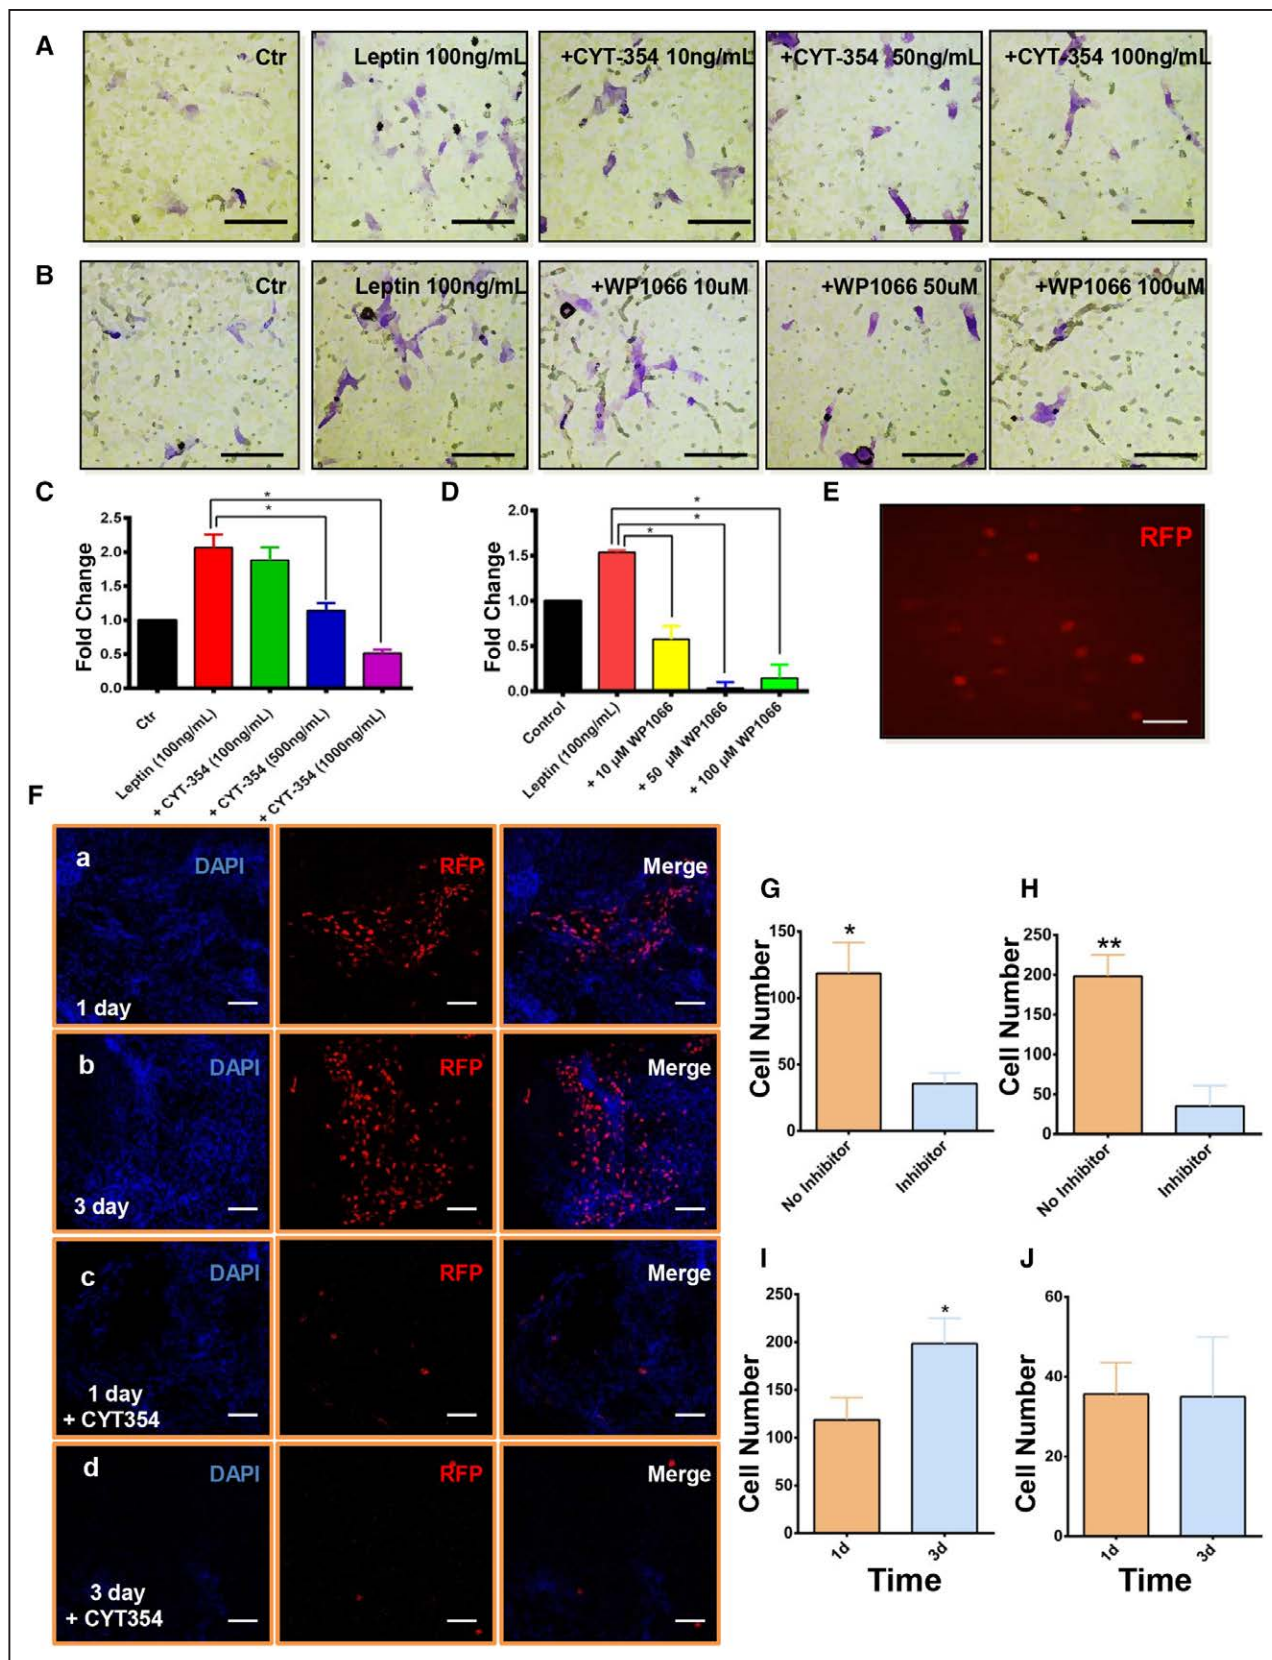 A
Ctr
Leptin 100ng/mL
+CYT-354 10ng/mL
+CYT-354 50ng/mL
+CYT-354 100ng/mL
B
Ctr
Leptin 100ng/mL
+WP1066 10uM
+WP1066 50uM
+WP1066 100uM
C
Fold Change
2.5
2.0
1.5
1.0
0.5
0.0
*
*
Ctr
Leptin (100ng/mL)
+ CYT-354 (100ng/mL)
+ CYT-354 (500ng/mL)
+ CYT-354 (1000ng/mL)
D
Fold Change
2.0
1.5
1.0
0.5
0.0
*
*
*
Control
Leptin (100ng/mL)
+ 10 µM WP1066
+ 50 µM WP1066
+ 100 µM WP1066
E
RFP
F
a
DAPI
RFP
Merge
1 day
b
DAPI
RFP
Merge
3 day
c
DAPI
RFP
Merge
1 day
+ CYT354
d
DAPI
RFP
Merge
3 day
+ CYT354
G
Cell Number
150
100
50
0
*
No Inhibitor
Inhibitor
H
Cell Number
250
200
150
100
50
0
**
No Inhibitor
Inhibitor
I
Cell Number
250
200
150
100
50
0
*
1d
3d
Time
J
Cell Number
60
40
20
0
1d
3d
Time